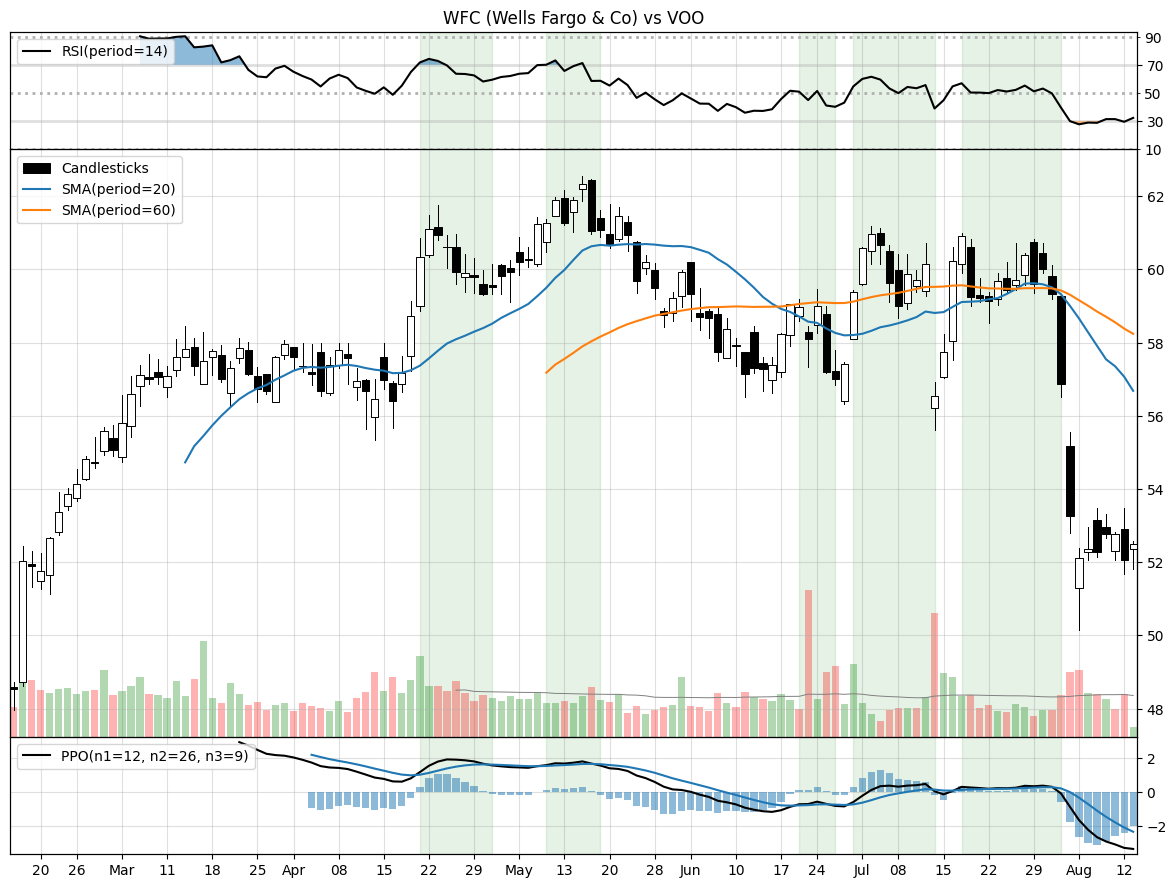 WFC (Wells Fargo & Co) vs VOO
RSI(period=14)
90
70
50
30
10
Candlesticks
SMA(period=20)
SMA(period=60)
62
60
58
56
54
52
50
48
PPO(n1=12, n2=26, n3=9)
2
0
−2
20 26 Mar 11 18 25 Apr 08 15 22 29 May 13 20 28 Jun 10 17 24 Jul 08 15 22 29 Aug 12